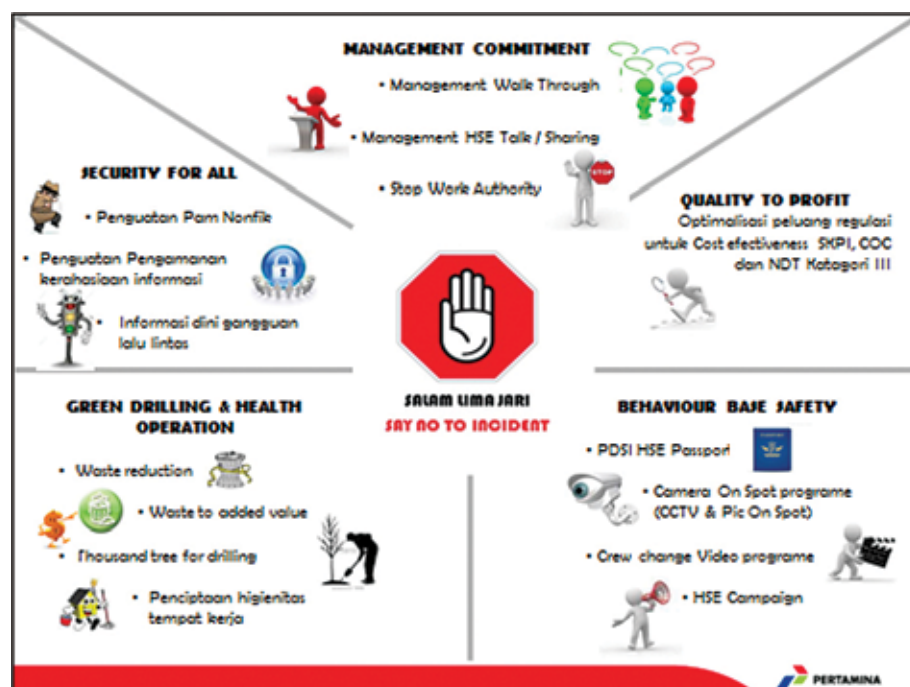 MANAGEMENT COMMITMENT
• Management Walk Through
• Management HSE Talk / Sharing
• Stop Work Authority
STOP
SECURITY FOR ALL
• Penguatan Pam Nonfik
• Penguatan Pengamanan
kerahasiaan informasi
• Informasi dini gangguan
lalu lintas
QUALITY TO PROFIT
Optimalisasi peluang regulasi
untuk Cost efectiveness SKPI, COC
dan NDT Katagori III
SALAM LIMA JARI
SAY NO TO INCIDENT
GREEN DRILLING & HEALTH
OPERATION
• Waste reduction
• Waste to added value
• Thousand tree for drilling
• Penciptaan higienitas
tempat kerja
BEHAVIOUR BASE SAFETY
• PDSI HSE Passport
• Camera On Spot programe
(CCTV & Pic On Spot)
• Crew change Video programe
• HSE Campaign
PERTAMINA